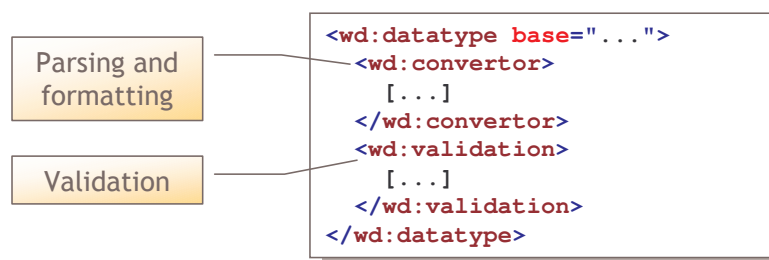 Parsing and
formatting
Validation
<wd:datatype base="...">
<wd:convertor>
[...]
</wd:convertor>
<wd:validation>
[...]
</wd:validation>
</wd:datatype>